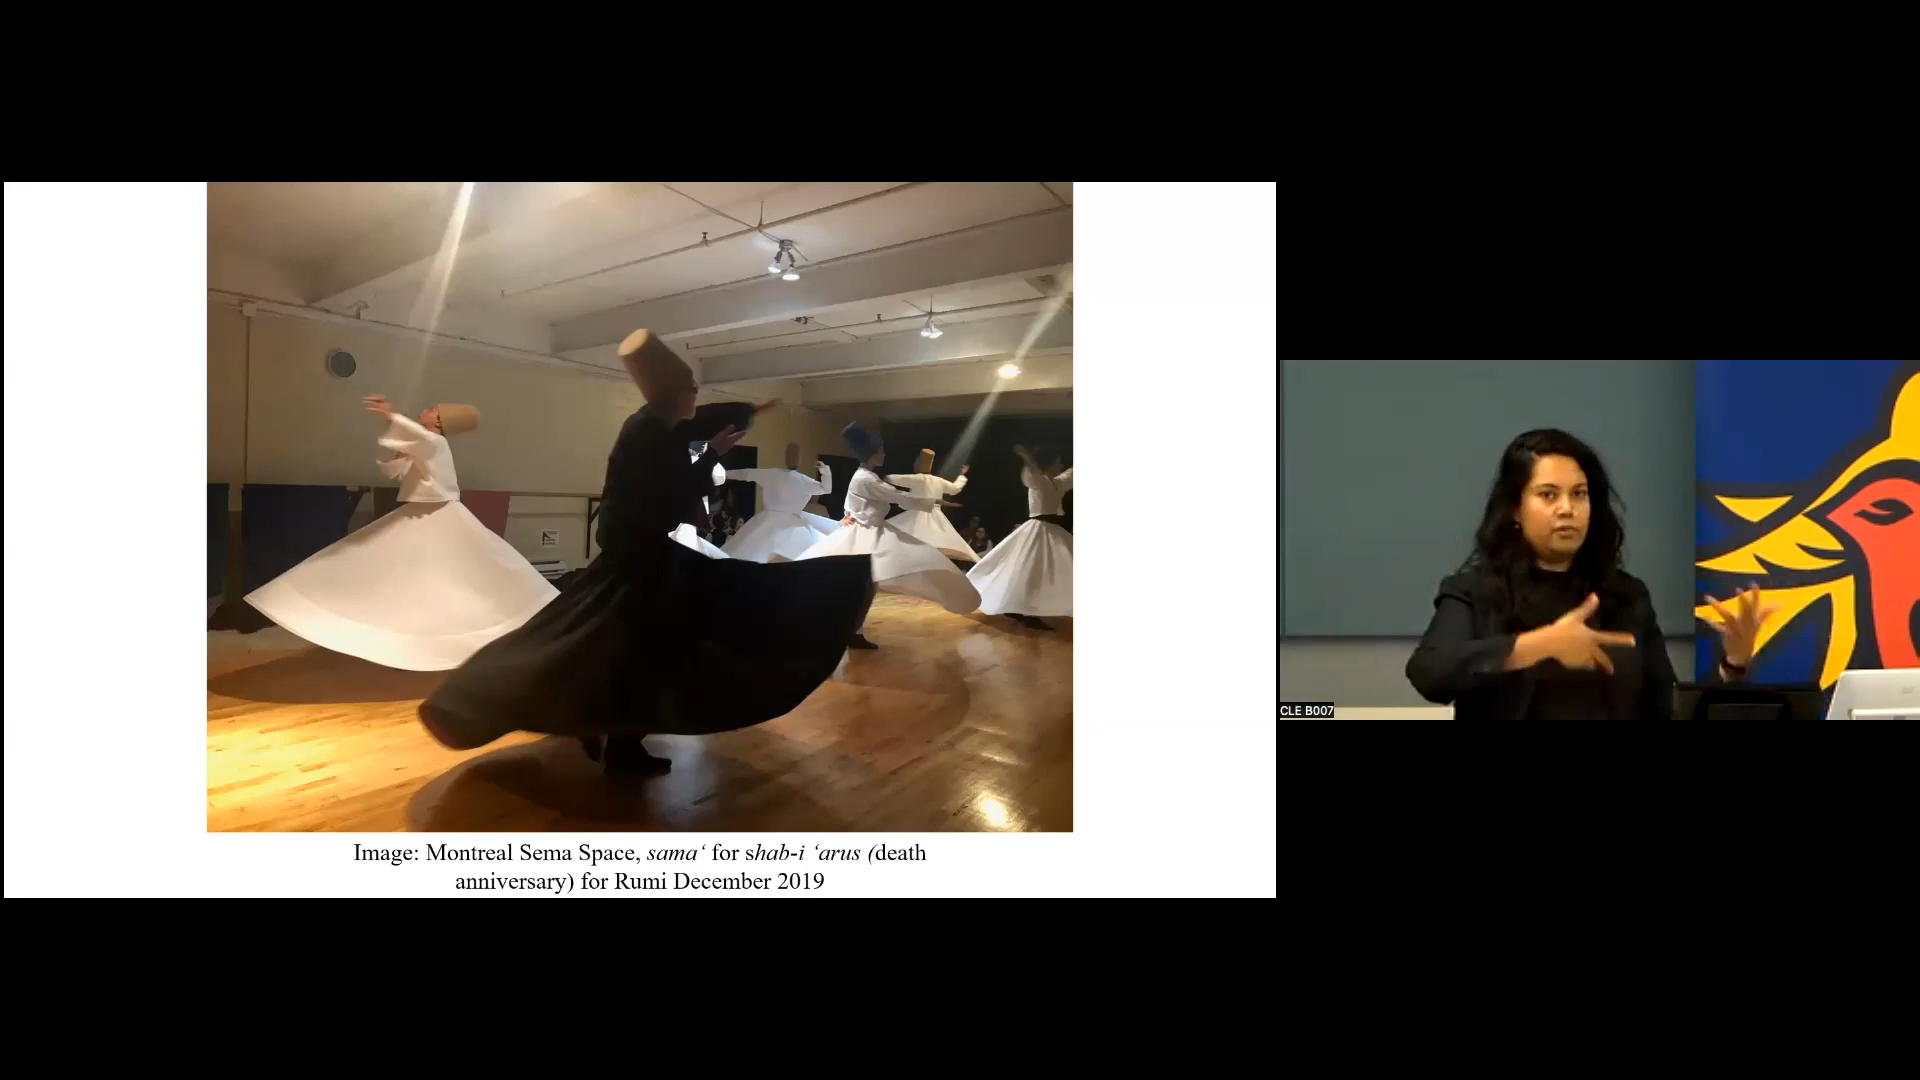 Image: Montreal Sema Space, sama‘ for shab-i ‘arus (death
anniversary) for Rumi December 2019
CLE B007